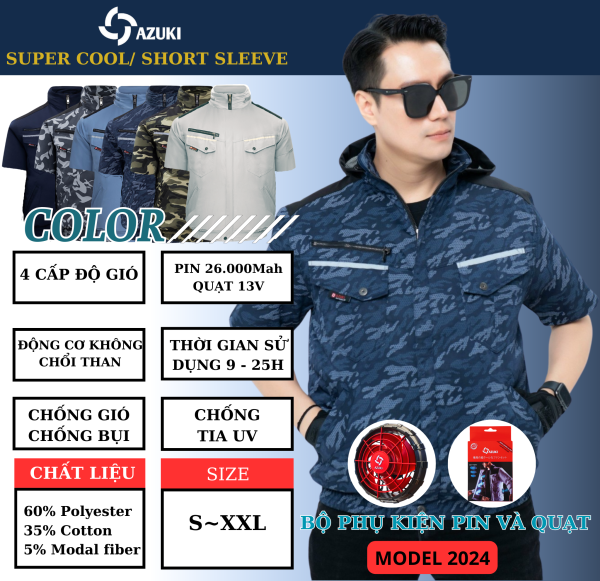 AZUKI
SUPER COOL/ SHORT SLEEVE
COLOR
4 CẤP ĐỘ GIÓ
PIN 26.000Mah
QUẠT 13V
ĐỘNG CƠ KHÔNG
CHỔI THAN
THỜI GIAN SỬ
DỤNG 9 - 25H
CHỐNG GIÓ
CHỐNG BỤI
CHỐNG
TIA UV
CHẤT LIỆU
60% Polyester
35% Cotton
5% Modal fiber
SIZE
S~XXL
AZUKI
BỘ PHỤ KIỆN PIN VÀ QUẠT
MODEL 2024